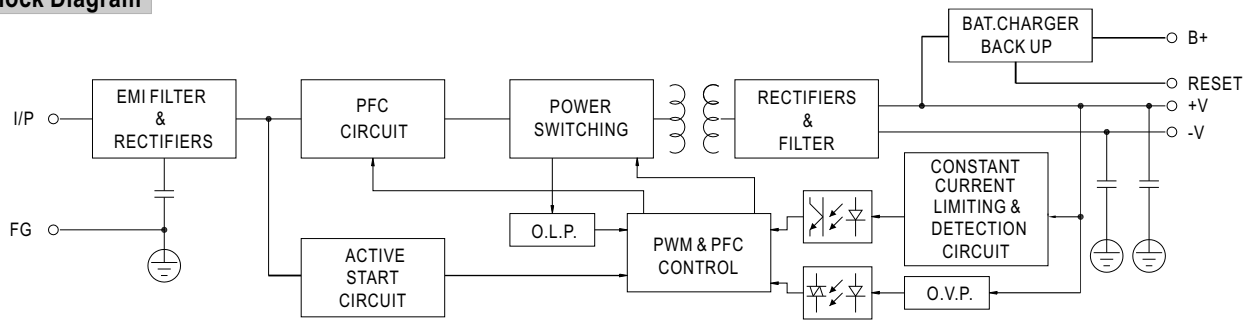 lock Diagram
BAT.CHARGER
BACK UP
B+
RESET
I/P
EMI FILTER
&
RECTIFIERS
PFC
CIRCUIT
POWER
SWITCHING
RECTIFIERS
&
FILTER
+V
-V
FG
O.L.P.
ACTIVE
START
CIRCUIT
PWM & PFC
CONTROL
CONSTANT
CURRENT
LIMITING &
DETECTION
CIRCUIT
O.V.P.